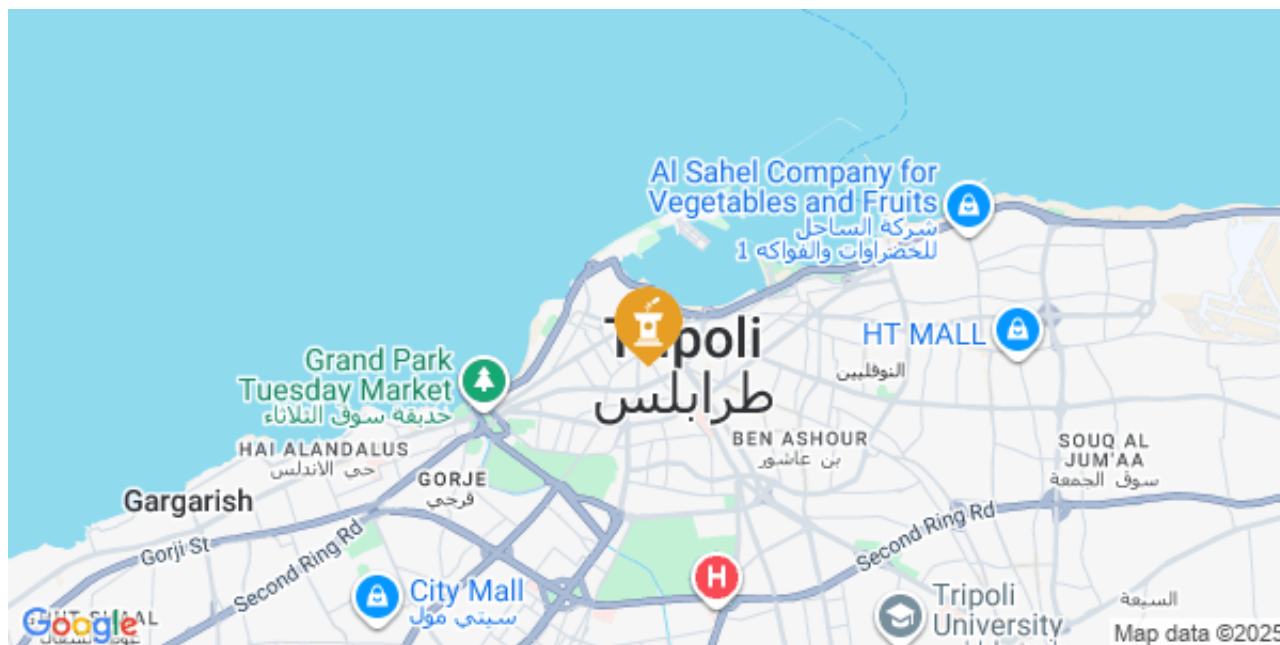 Al Sahel Company for
Vegetables and Fruits
شركة الساحل
للخضراوات والفواكه 1
HT MALL
النوفليين
Tripoli
طرابلس
Grand Park
Tuesday Market
حديقة سوق الثلاثاء
BEN ASHOUR
بن عاشور
SOUQ AL
JUM'AA
سوق الجمعة
HAI ALANDALUS
حي الاندلس
GORJE
قرجي
Gargarish
Gorji St
Second Ring Rd
Second Ring Rd
H
City Mall
سيتي مول
Tripoli
University
السبعة
Google
Map data ©2025